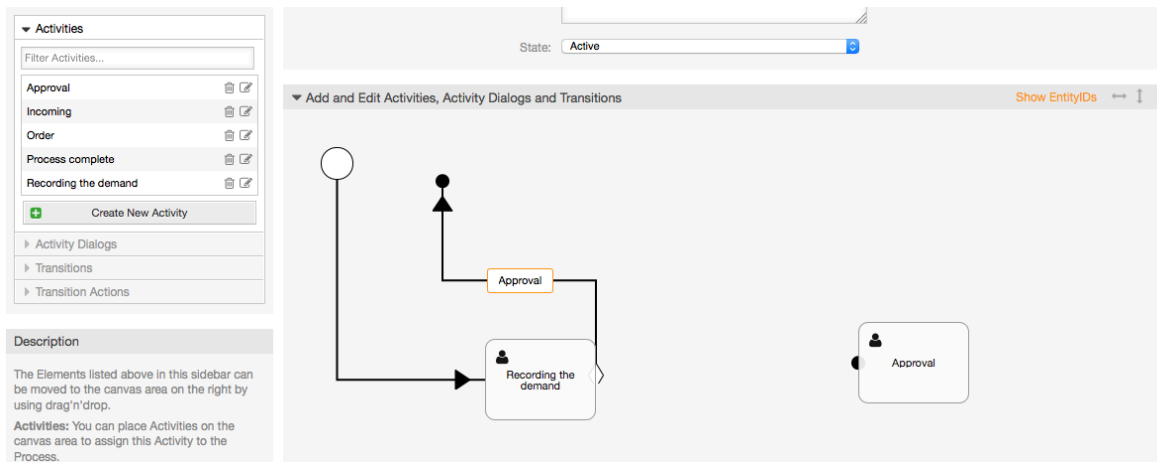 Activities
Filter Activities...
Approval
Incoming
Order
Process complete
Recording the demand
Create New Activity
Activity Dialogs
Transitions
Transition Actions
Description
The Elements listed above in this sidebar can
be moved to the canvas area on the right by
using drag'n'drop.
Activities: You can place Activities on the
canvas area to assign this Activity to the
Process.
State: Active
Add and Edit Activities, Activity Dialogs and Transitions
Show EntityIDs
Approval
Recording the
demand
Approval